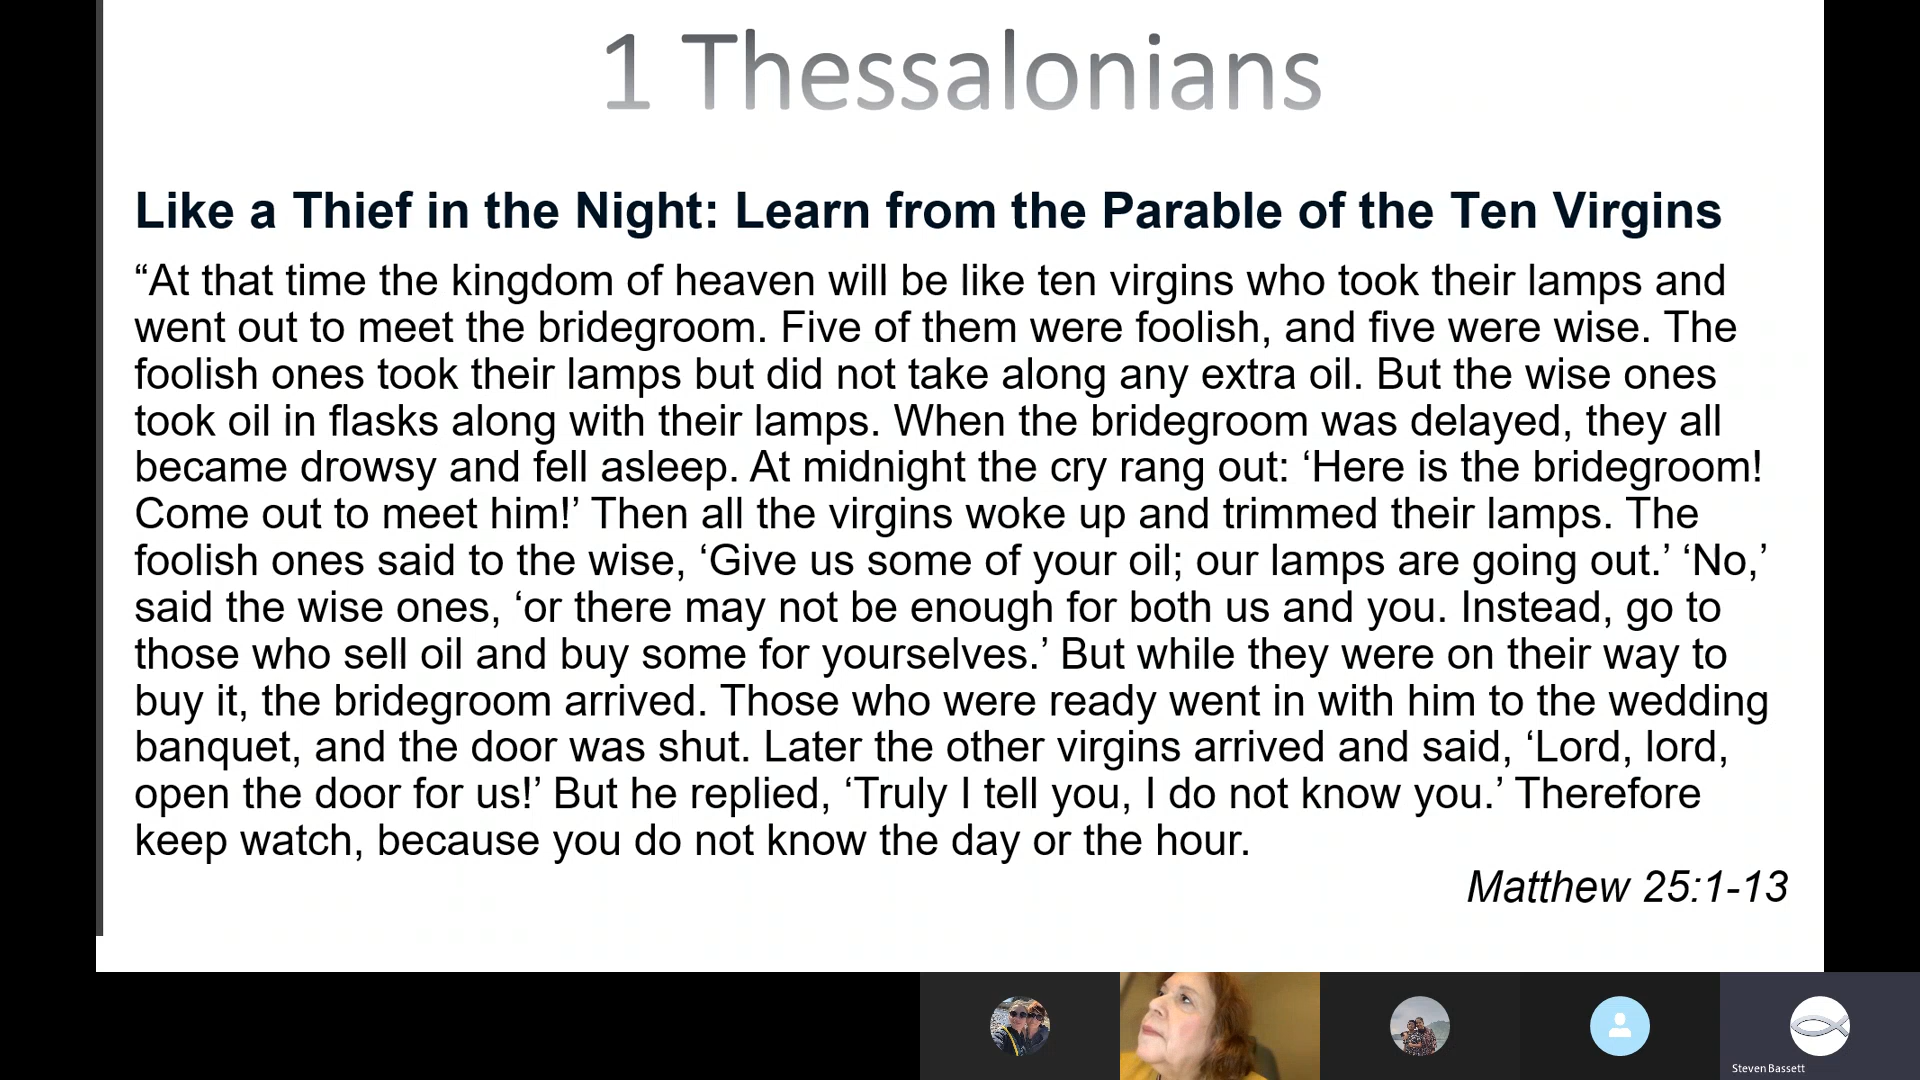 1 Thessalonians
Like a Thief in the Night: Learn from the Parable of the Ten Virgins
“At that time the kingdom of heaven will be like ten virgins who took their lamps and
went out to meet the bridegroom. Five of them were foolish, and five were wise. The
foolish ones took their lamps but did not take along any extra oil. But the wise ones
took oil in flasks along with their lamps. When the bridegroom was delayed, they all
became drowsy and fell asleep. At midnight the cry rang out: ‘Here is the bridegroom!
Come out to meet him!’ Then all the virgins woke up and trimmed their lamps. The
foolish ones said to the wise, ‘Give us some of your oil; our lamps are going out.’ ‘No,’
said the wise ones, ‘or there may not be enough for both us and you. Instead, go to
those who sell oil and buy some for yourselves.’ But while they were on their way to
buy it, the bridegroom arrived. Those who were ready went in with him to the wedding
banquet, and the door was shut. Later the other virgins arrived and said, ‘Lord, lord,
open the door for us!’ But he replied, ‘Truly I tell you, I do not know you.’ Therefore
keep watch, because you do not know the day or the hour.
Matthew 25:1-13
Steven Bassett